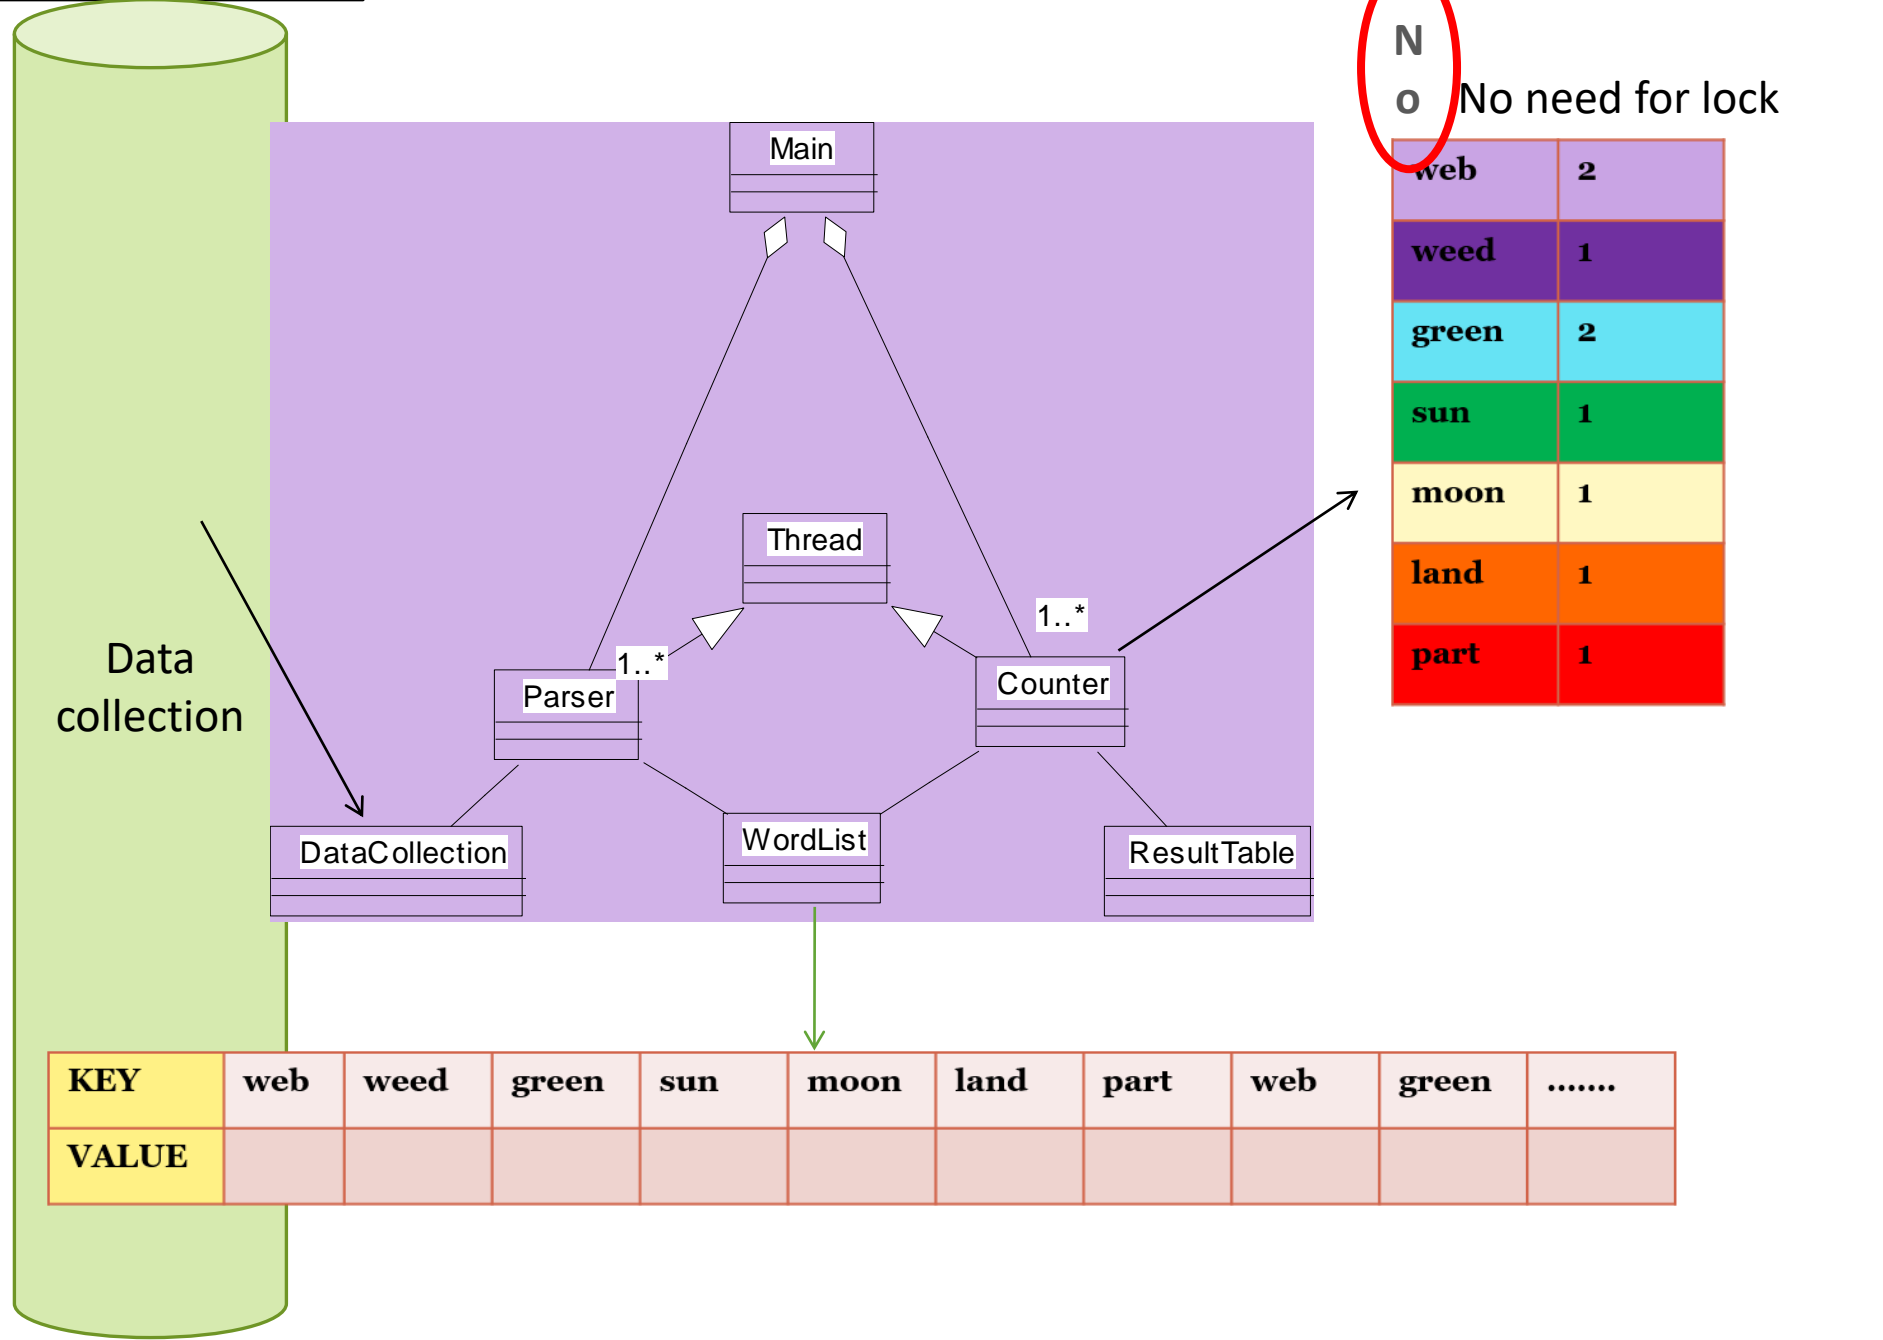 N
o
No need for lock
Main
Thread
1..*
1..*
Parser
Counter
DataCollection
WordList
ResultTable
Data
collection
web 2
weed 1
green 2
sun 1
moon 1
land 1
part 1
KEY web weed green sun moon land part web green .......
VALUE